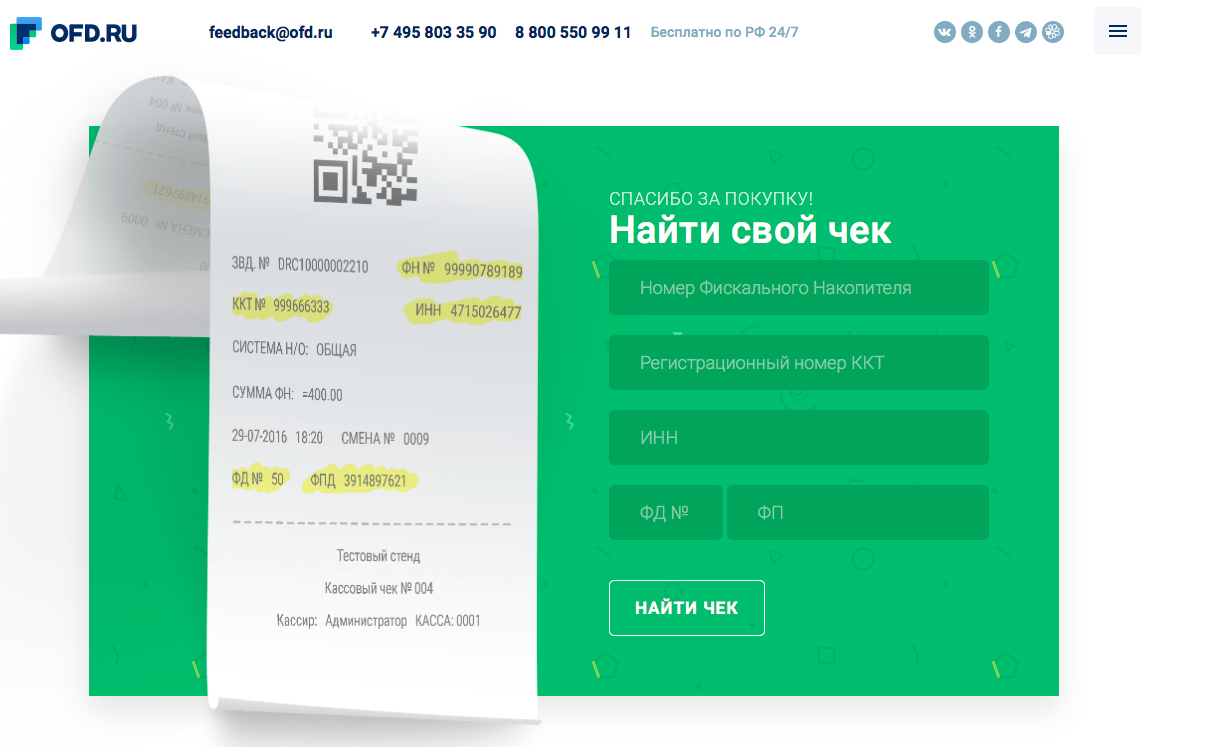 OFD.RU
feedback@ofd.ru +7 495 803 35 90 8 800 550 99 11 Бесплатно по РФ 24/7
ЗВД. № DRC10000002210 ФН № 99990789189
ККТ № 999666333 ИНН 4715026477
СИСТЕМА Н/О: ОБЩАЯ
СУММА ФН: =400.00
29-07-2016 18:20 СМЕНА № 0009
ФД № 50 ФПД 3914897621
Тестовый стенд
Кассовый чек № 004
Кассир: Администратор КАССА: 0001
СПАСИБО ЗА ПОКУПКУ!
Найти свой чек
Номер Фискального Накопителя
Регистрационный номер ККТ
ИНН
ФД № ФП
НАЙТИ ЧЕК